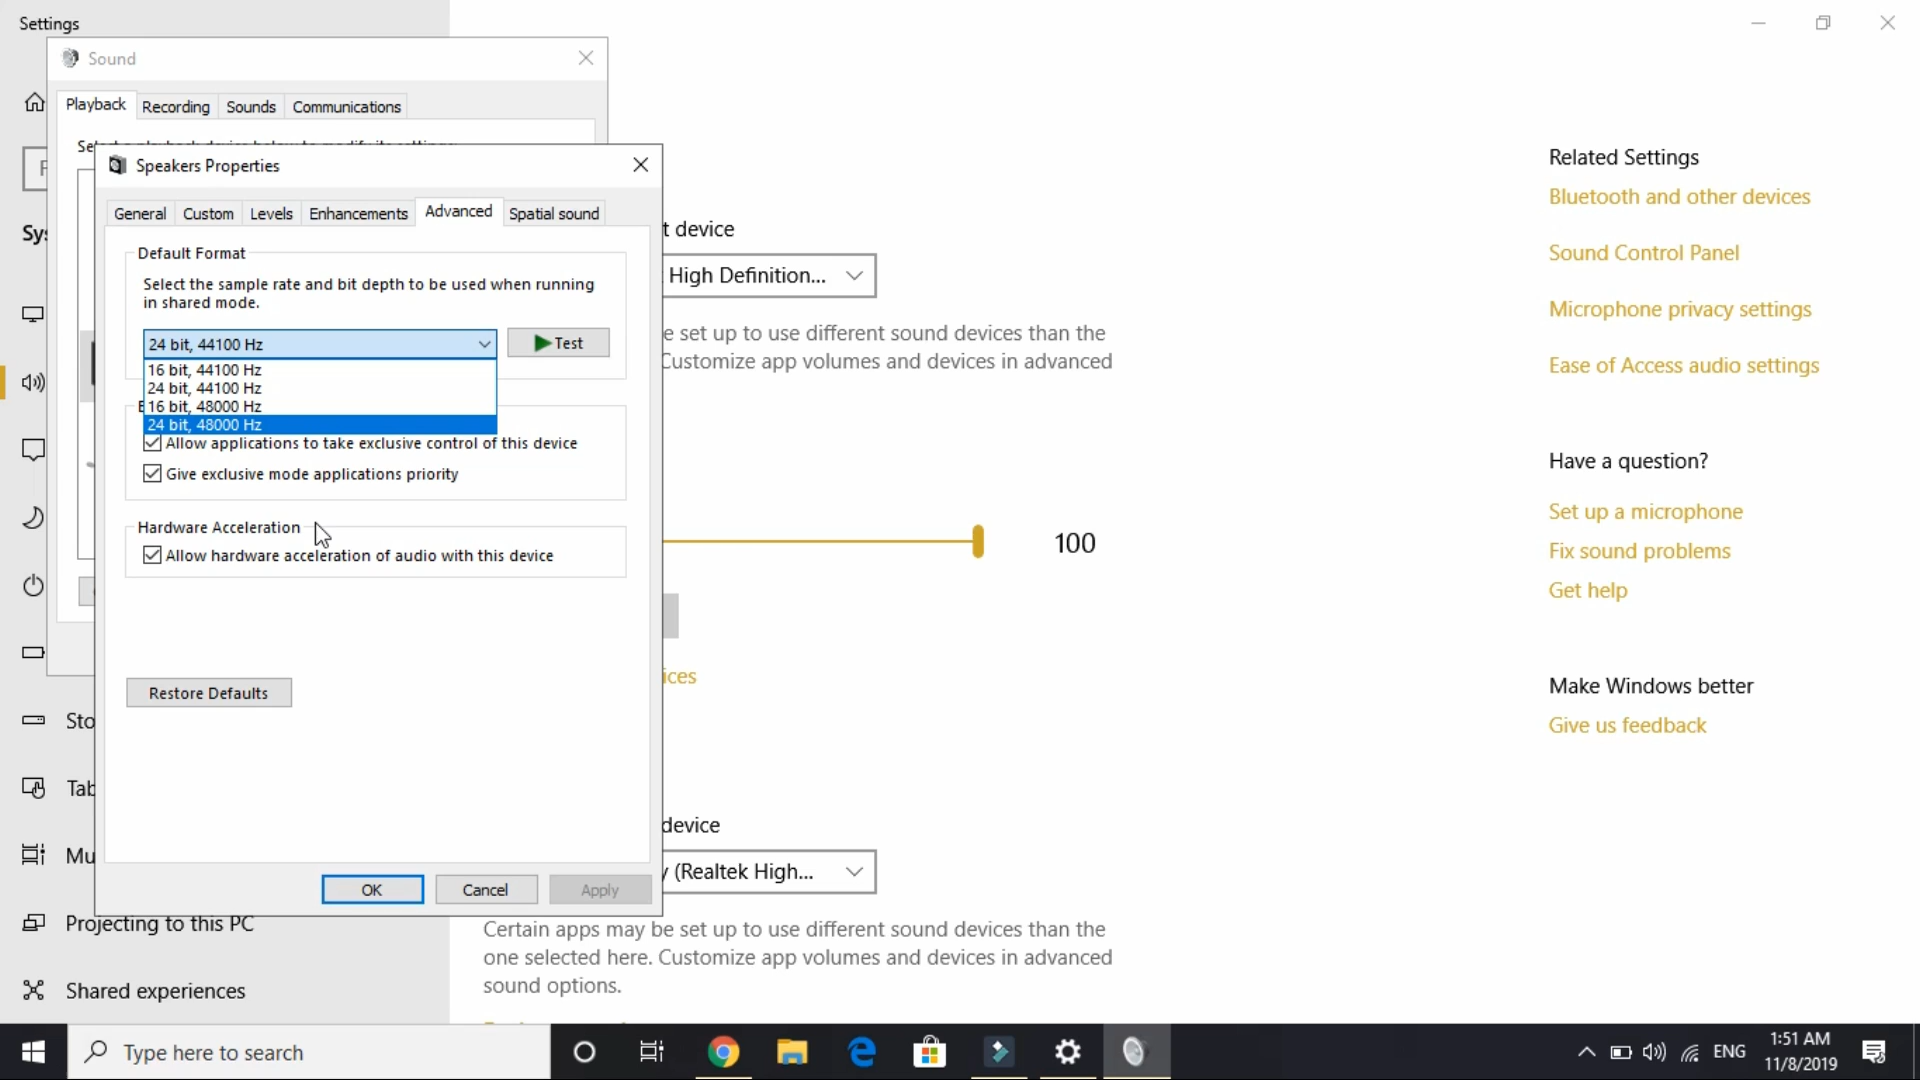 Settings
Sound
Playback
Recording
Sounds
Communications
Speakers Properties
General
Custom
Levels
Enhancements
Advanced
Spatial sound
Default Format
Select the sample rate and bit depth to be used when running
in shared mode.
24 bit, 44100 Hz
Test
16 bit, 44100 Hz
24 bit, 44100 Hz
16 bit, 48000 Hz
24 bit, 48000 Hz
Allow applications to take exclusive control of this device
Give exclusive mode applications priority
Hardware Acceleration
Allow hardware acceleration of audio with this device
Restore Defaults
OK
Cancel
Apply
Sys
Sto
Tab
Mu
Projecting to this PC
Shared experiences
t device
High Definition...
e set up to use different sound devices than the
Customize app volumes and devices in advanced
100
ices
device
y (Realtek High...
Certain apps may be set up to use different sound devices than the
one selected here. Customize app volumes and devices in advanced
sound options.
Related Settings
Bluetooth and other devices
Sound Control Panel
Microphone privacy settings
Ease of Access audio settings
Have a question?
Set up a microphone
Fix sound problems
Get help
Make Windows better
Give us feedback
Type here to search
ENG
1:51 AM
11/8/2019